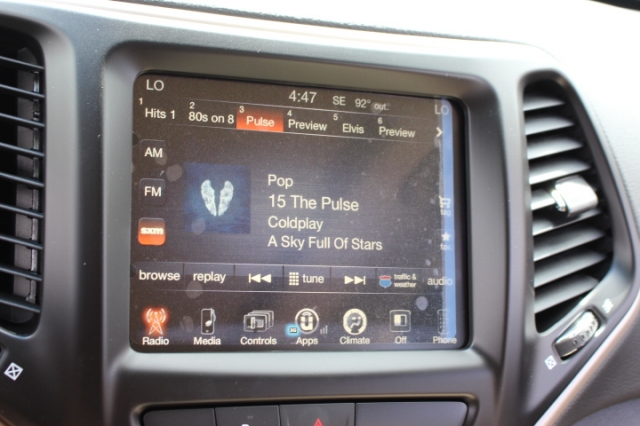 LO 4:47 SE 92° out LO
1 Hits 1 2 80s on 8 3 Pulse 4 Preview 5 Elvis 6 Preview
AM
FM
sxm
Pop
15 The Pulse
Coldplay
A Sky Full Of Stars
browse replay tune traffic & weather audio
Radio Media Controls Apps Climate Off Phone